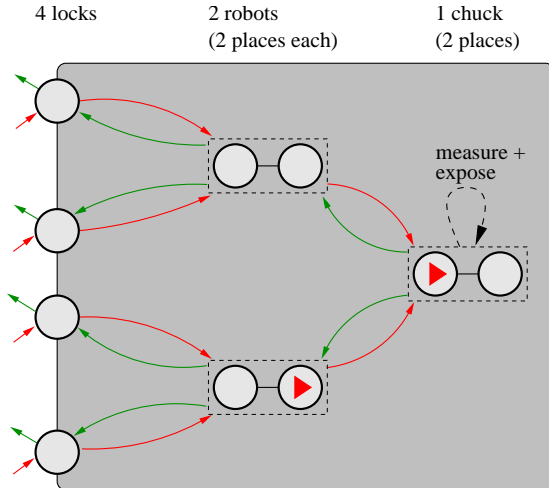 4 locks
2 robots
(2 places each)
1 chuck
(2 places)
measure +
expose